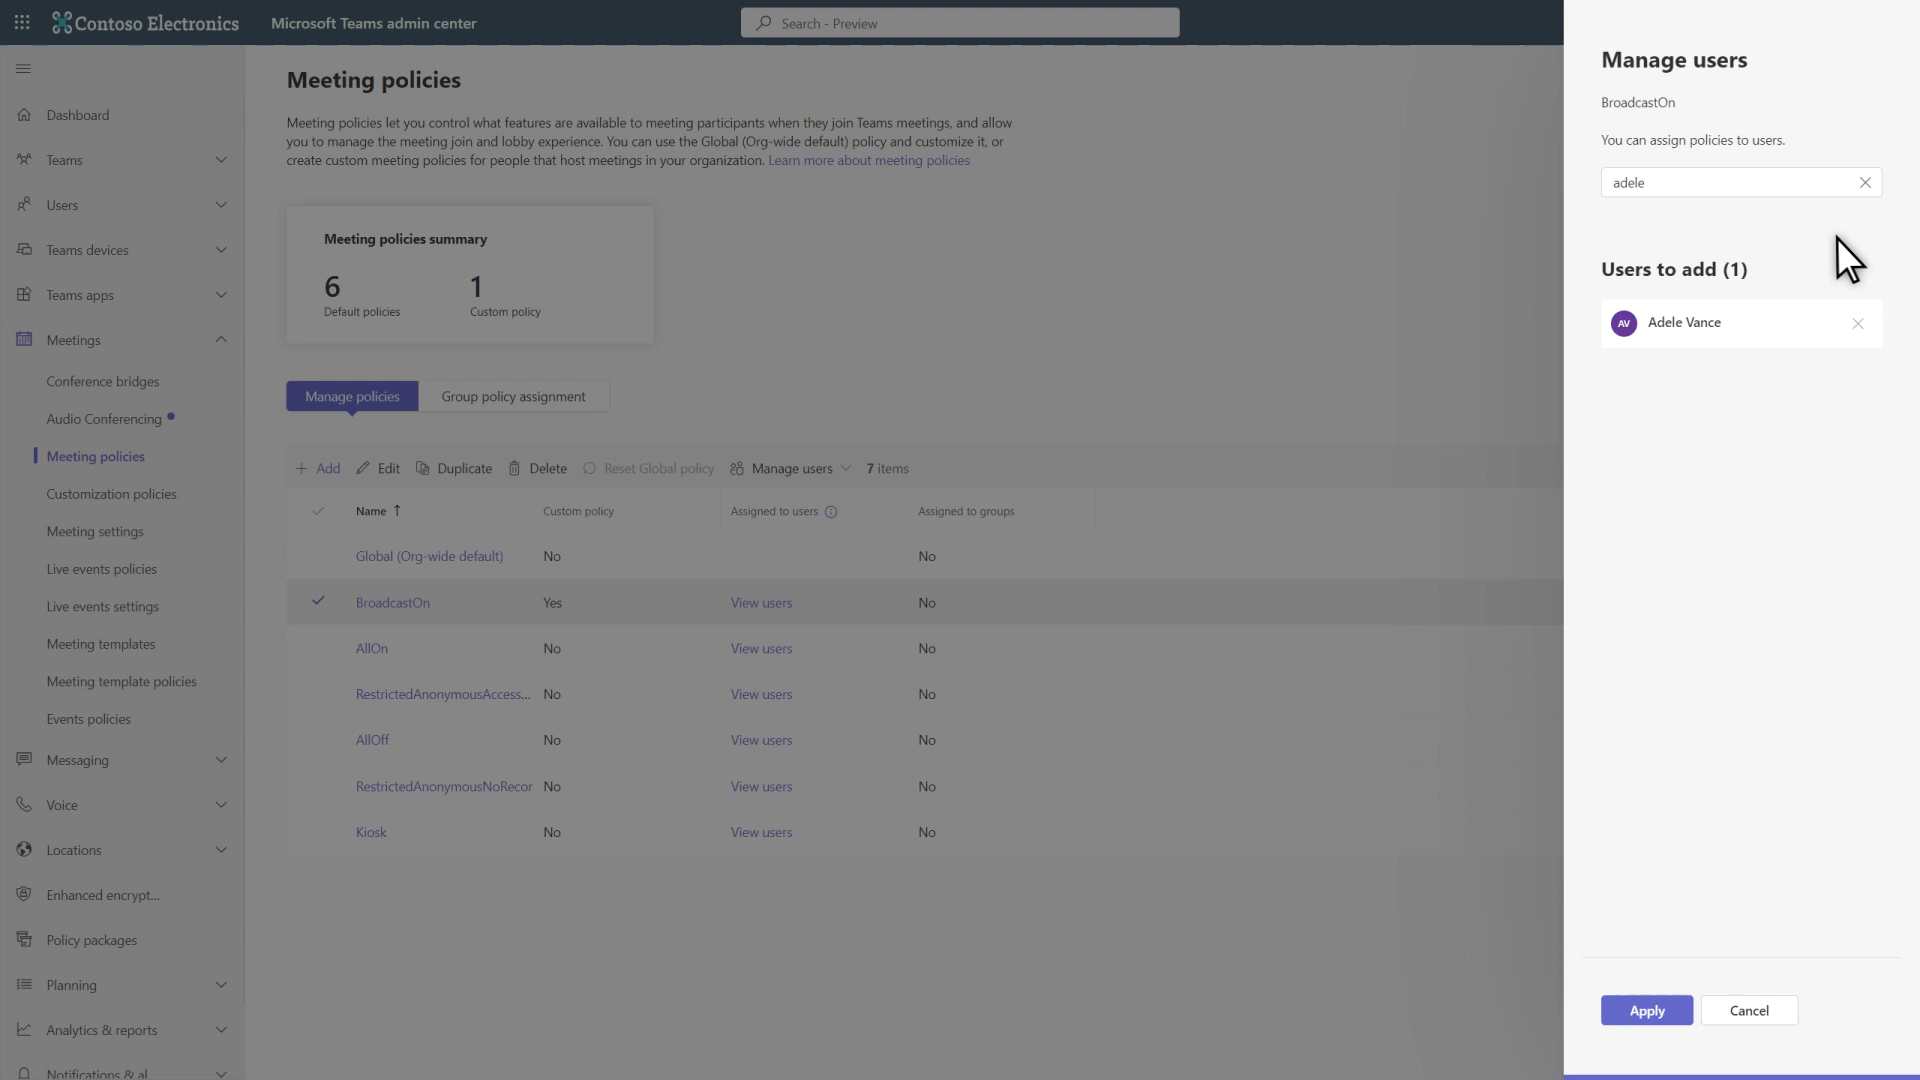 Contoso Electronics
Microsoft Teams admin center
Search - Preview
Dashboard
Teams
Users
Teams devices
Teams apps
Meetings
Conference bridges
Audio Conferencing
Meeting policies
Customization policies
Meeting settings
Live events policies
Live events settings
Meeting templates
Meeting template policies
Events policies
Messaging
Voice
Locations
Enhanced encrypt...
Policy packages
Planning
Analytics & reports
Notifications & al
Meeting policies
Meeting policies let you control what features are available to meeting participants when they join Teams meetings, and allow
you to manage the meeting join and lobby experience. You can use the Global (Org-wide default) policy and customize it, or
create custom meeting policies for people that host meetings in your organization. Learn more about meeting policies
Meeting policies summary
6 1
Default policies Custom policy
Manage policies Group policy assignment
Add Edit Duplicate Delete Reset Global policy Manage users 7 items
Name ↑ Custom policy Assigned to users Assigned to groups
Global (Org-wide default) No No
BroadcastOn Yes View users No
AllOn No View users No
RestrictedAnonymousAccess... No View users No
AllOff No View users No
RestrictedAnonymousNoRecor No View users No
Kiosk No View users No
Manage users
BroadcastOn
You can assign policies to users.
adele
Users to add (1)
AV Adele Vance
Apply Cancel